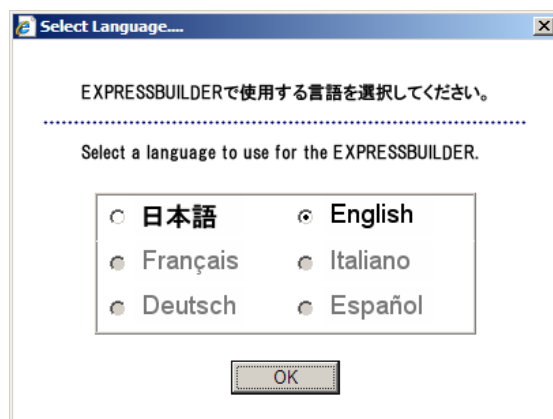 Select Language....
EXPRESSBUILDERで使用する言語を選択してください。
Select a language to use for the EXPRESSBUILDER.
日本語 English
Français Italiano
Deutsch Español
OK